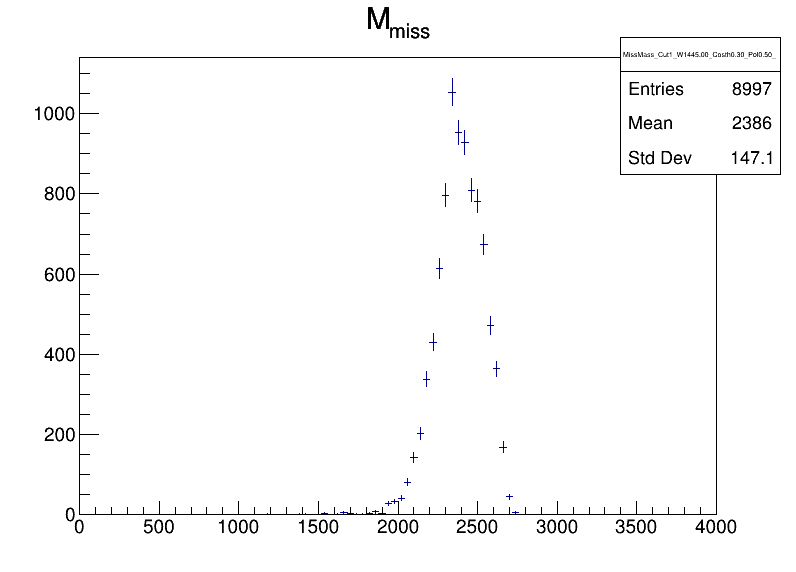 M_miss
MissMass_Cut1_W1445.00_Costh0.30_Pol0.50_
Entries 8997
Mean 2386
Std Dev 147.1
1000
800
600
400
200
0
0 500 1000 1500 2000 2500 3000 3500 4000